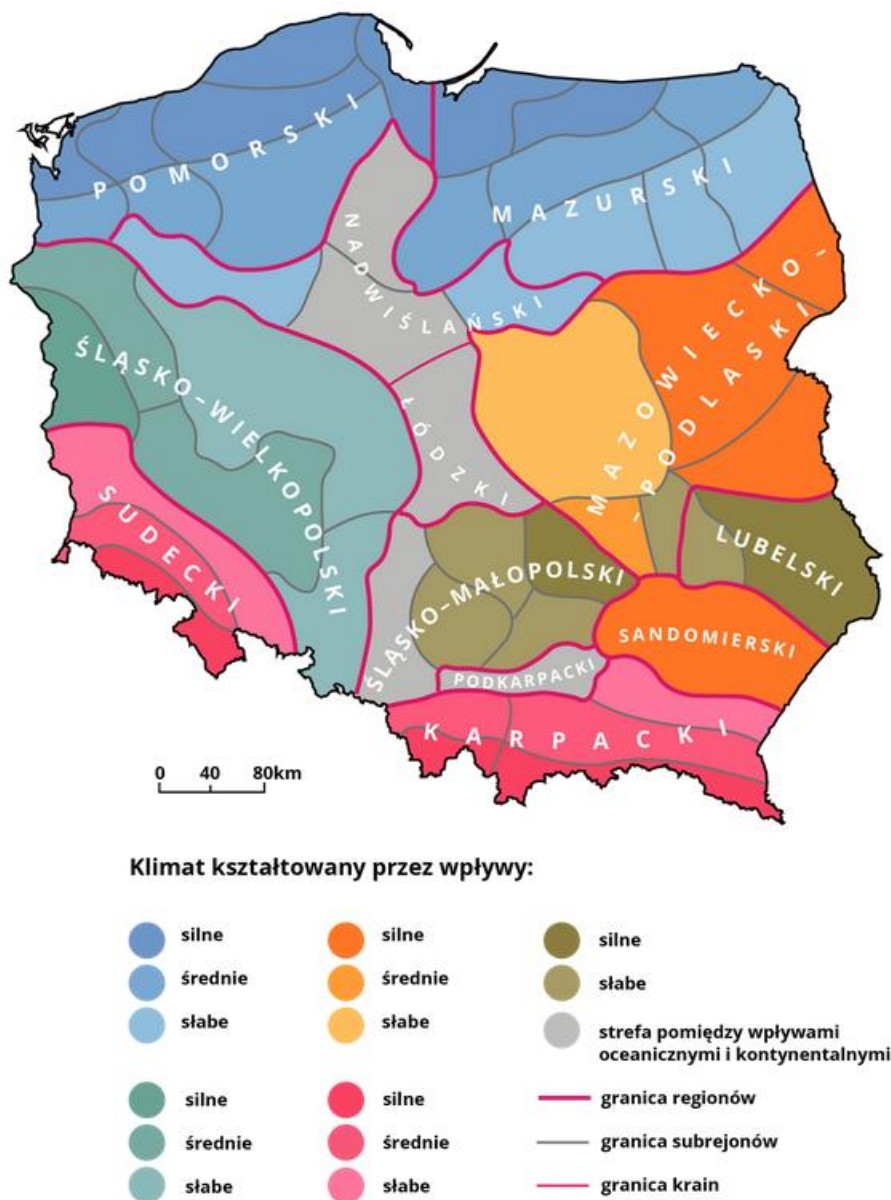 POMORSKI
MAZURSKI
NADWIŚLAŃSKI
MAZOWIECKO-
-PODLASKI
ŚLĄSKO-WIELKOPOLSKI
ŁÓDZKI
SUDECKI
LUBELSKI
ŚLĄSKO-MAŁOPOLSKI
SANDOMIERSKI
PODKARPACKI
KARPACKI
0 40 80km
Klimat kształtowany przez wpływy:
silne silne silne
średnie średnie słabe
słabe słabe strefa pomiędzy wpływami
oceanicznymi i kontynentalnymi
silne silne granica regionów
średnie średnie granica subrejonów
słabe słabe granica krain